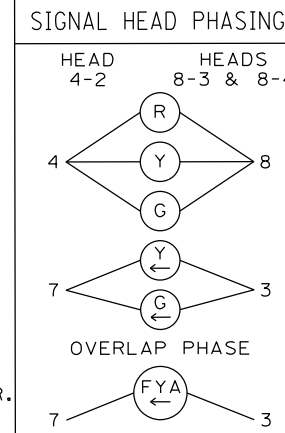 SIGNAL HEAD PHASING
HEAD HEADS
4-2 8-3 & 8-4
R
4 Y 8
G
Y
←
7 3
G
←
OVERLAP PHASE
FYA
←
R.
7 3